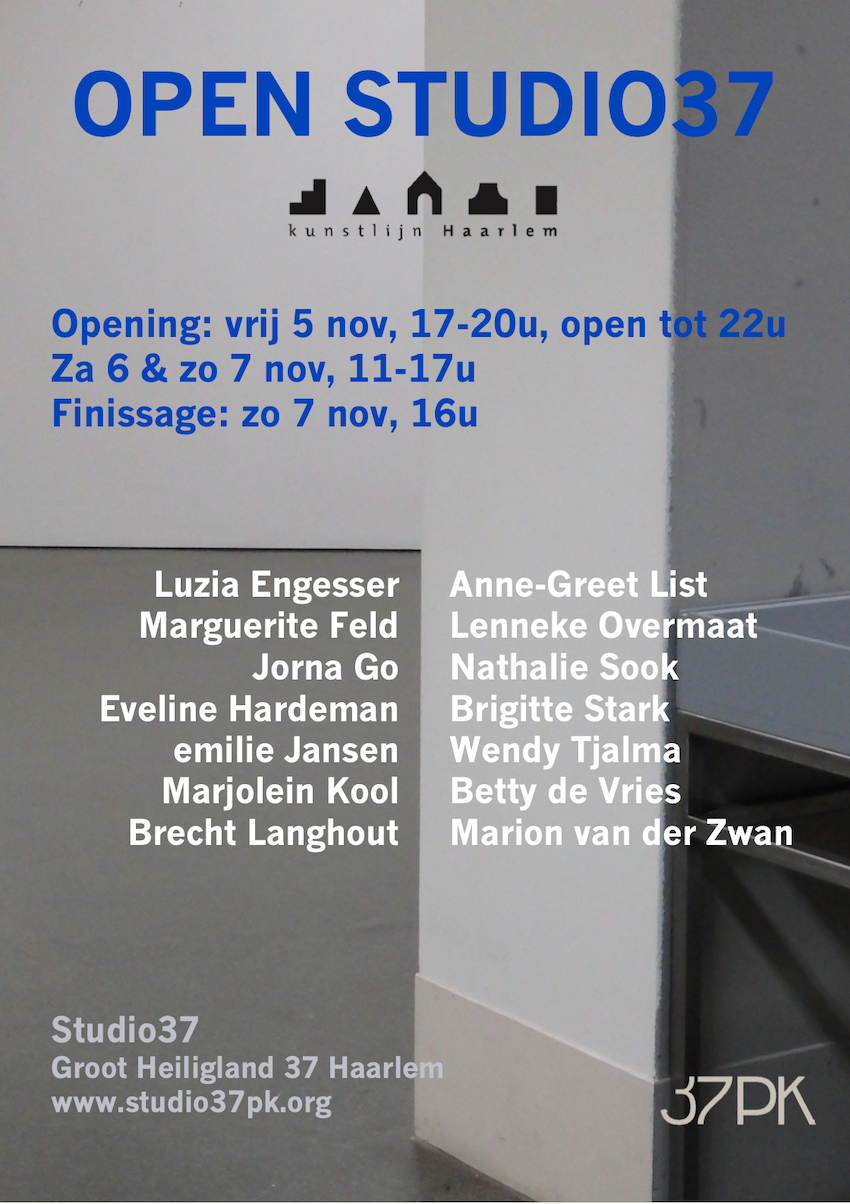 OPEN STUDIO37
kunstlijn Haarlem
Opening: vrij 5 nov, 17-20u, open tot 22u
Za 6 & zo 7 nov, 11-17u
Finissage: zo 7 nov, 16u
Luzia Engesser
Marguerite Feld
Jorna Go
Eveline Hardeman
emilie Jansen
Marjolein Kool
Brecht Langhout
Anne-Greet List
Lenneke Overmaat
Nathalie Sook
Brigitte Stark
Wendy Tjalma
Betty de Vries
Marion van der Zwan
Studio37
Groot Heiligland 37 Haarlem
www.studio37pk.org
37PK